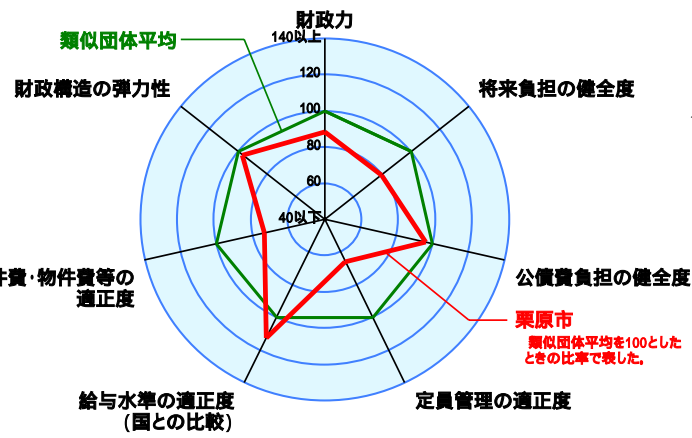 財政力
140以上
類似団体平均
120
財政構造の弾力性
将来負担の健全度
100
80
60
40以下
件費・物件費等の
適正度
公債費負担の健全度
栗原市
類似団体平均を100とした
ときの比率で表した。
給与水準の適正度
(国との比較)
定員管理の適正度